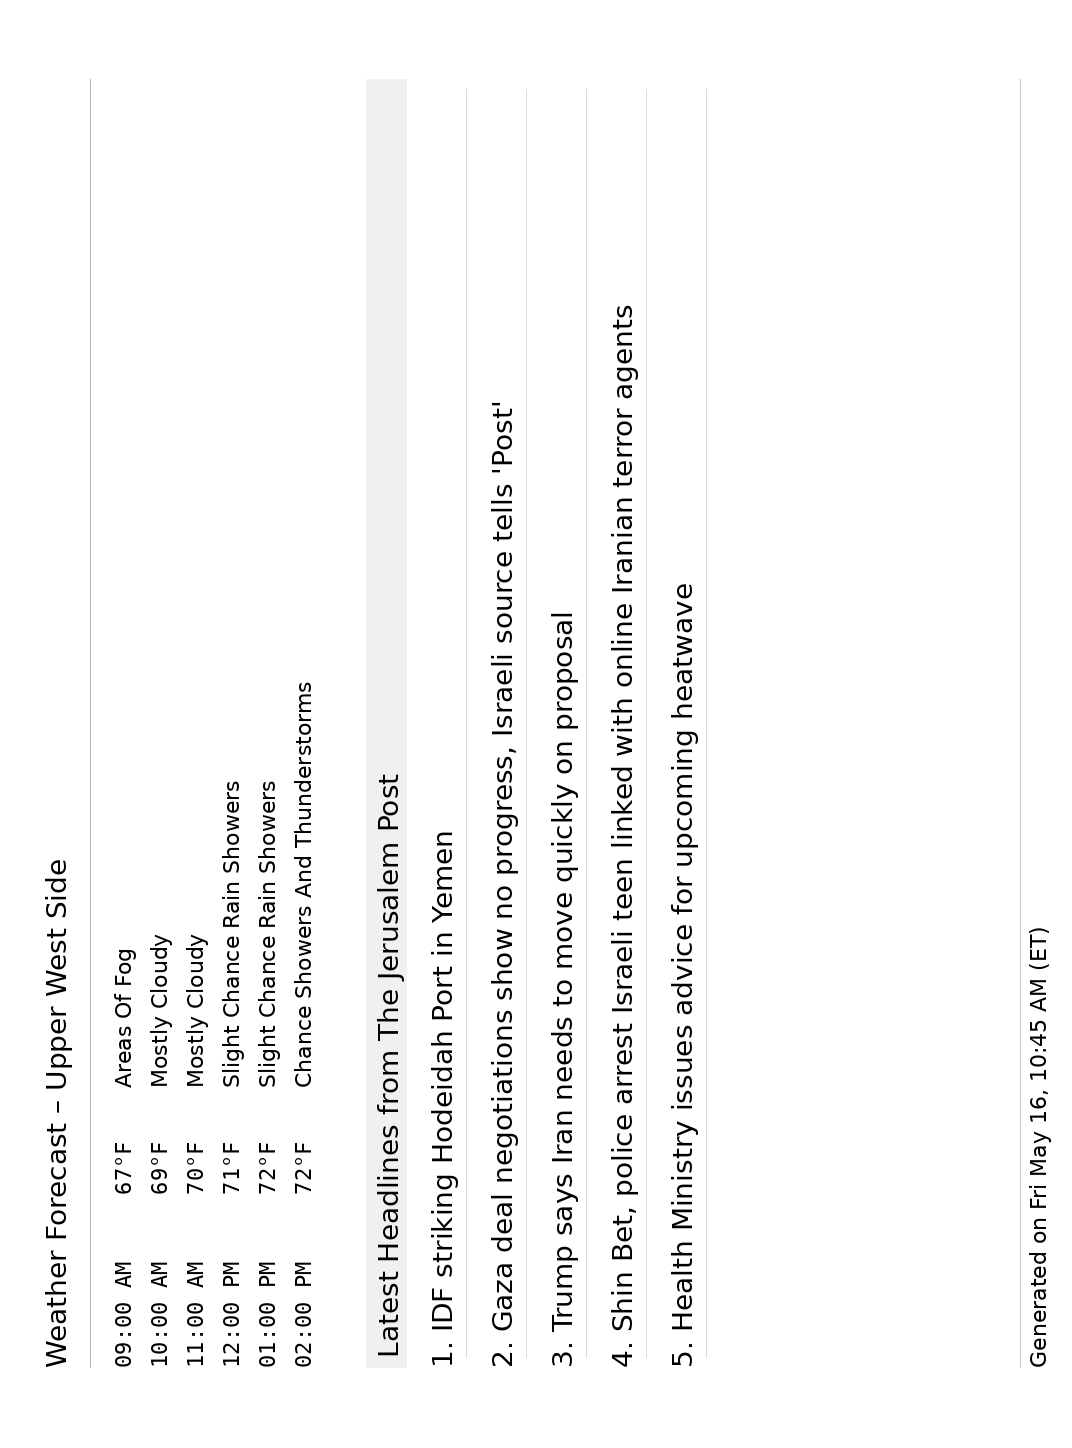 Weather Forecast – Upper West Side
09:00 AM 67°F Areas Of Fog
10:00 AM 69°F Mostly Cloudy
11:00 AM 70°F Mostly Cloudy
12:00 PM 71°F Slight Chance Rain Showers
01:00 PM 72°F Slight Chance Rain Showers
02:00 PM 72°F Chance Showers And Thunderstorms
Latest Headlines from The Jerusalem Post
1. IDF striking Hodeidah Port in Yemen
2. Gaza deal negotiations show no progress, Israeli source tells 'Post'
3. Trump says Iran needs to move quickly on proposal
4. Shin Bet, police arrest Israeli teen linked with online Iranian terror agents
5. Health Ministry issues advice for upcoming heatwave
Generated on Fri May 16, 10:45 AM (ET)